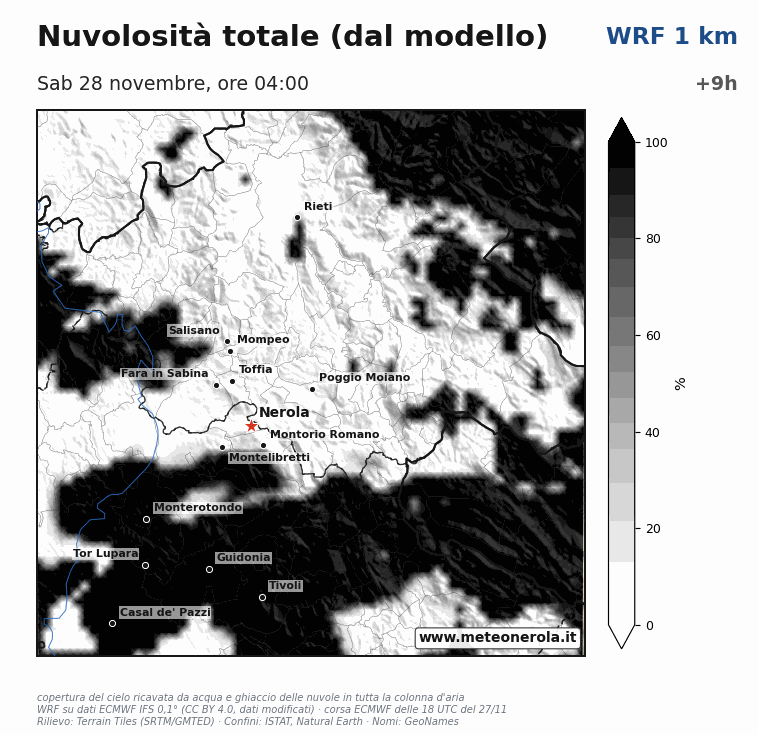 Nuvolosità totale (dal modello)
WRF 1 km
Sab 28 novembre, ore 04:00
+9h
Rieti
Salisano
Mompeo
Toffia
Fara in Sabina
Poggio Moiano
Nerola
Montorio Romano
Montelibretti
Monterotondo
Tor Lupara
Guidonia
Tivoli
Casal de' Pazzi
www.meteonerola.it
100
80
60
40
20
0
%
copertura del cielo ricavata da acqua e ghiaccio delle nuvole in tutta la colonna d'aria
WRF su dati ECMWF IFS 0,1° (CC BY 4.0, dati modificati) · corsa ECMWF delle 18 UTC del 27/11
Rilievo: Terrain Tiles (SRTM/GMTED) · Confini: ISTAT, Natural Earth · Nomi: GeoNames